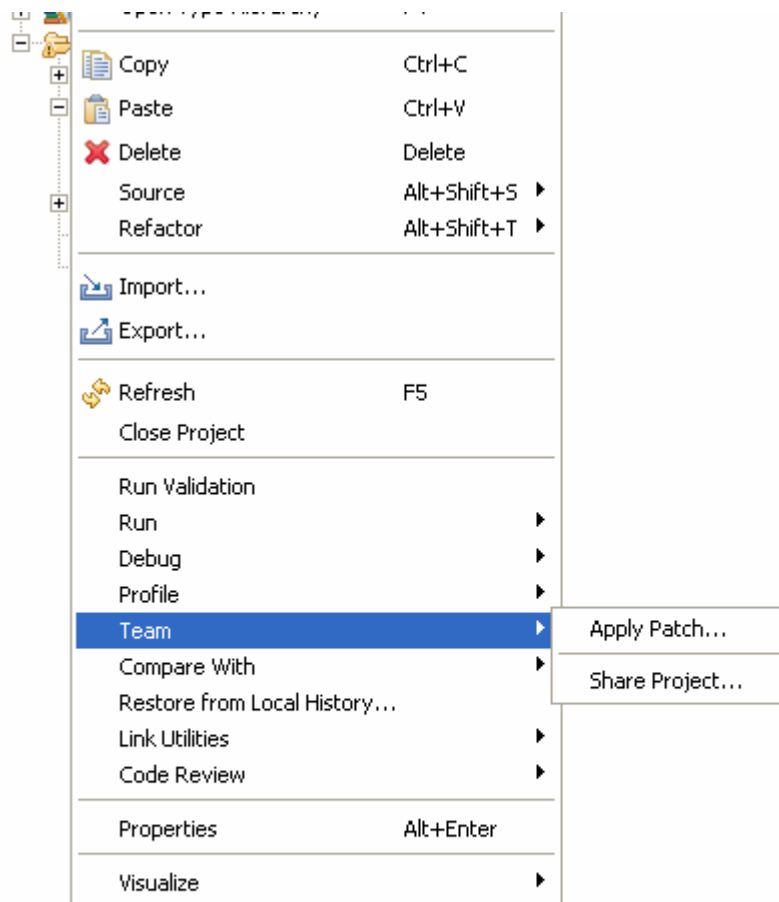 Copy Ctrl+C
Paste Ctrl+V
Delete Delete
Source Alt+Shift+S
Refactor Alt+Shift+T
Import...
Export...
Refresh F5
Close Project
Run Validation
Run
Debug
Profile
Team
Apply Patch...
Compare With
Share Project...
Restore from Local History...
Link Utilities
Code Review
Properties Alt+Enter
Visualize